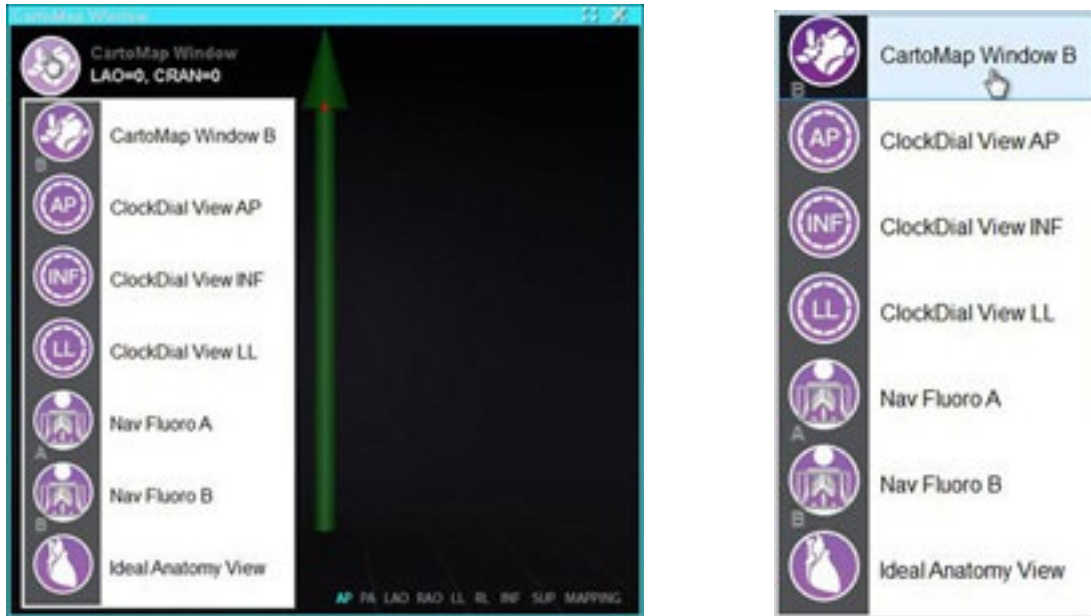 CartoMap Window
CartoMap Window
LAO=0, CRAN=0
B
CartoMap Window B
AP
ClockDial View AP
INF
ClockDial View INF
LL
ClockDial View LL
A
Nav Fluoro A
B
Nav Fluoro B
Ideal Anatomy View
AP PA LAO RAO LL RL INF SUP MAPPING
B
CartoMap Window B
AP
ClockDial View AP
INF
ClockDial View INF
LL
ClockDial View LL
A
Nav Fluoro A
B
Nav Fluoro B
Ideal Anatomy View